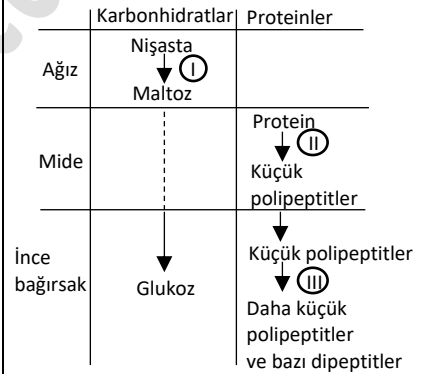 Karbonhidratlar Proteinler
Ağız
Nişasta
I
Maltoz
Mide
Protein
II
Küçük
polipeptitler
İnce
bağırsak
Glukoz
Küçük polipeptitler
III
Daha küçük
polipeptitler
ve bazı dipeptitler